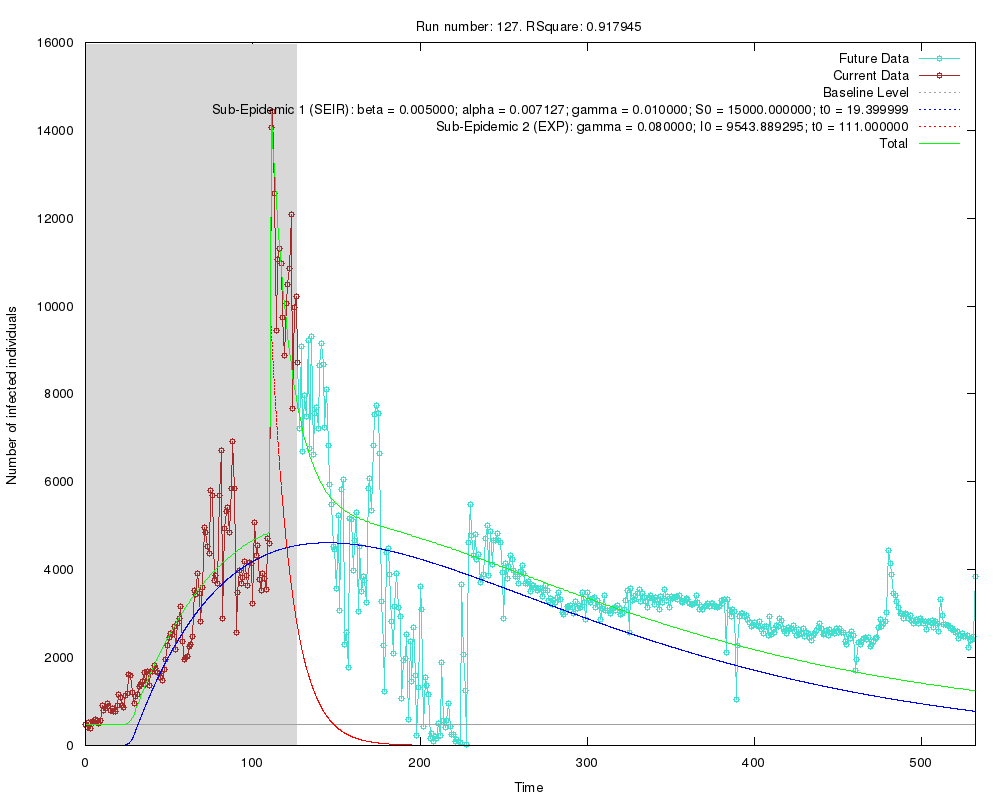 Run number: 127. RSquare: 0.917945
16000
14000
12000
10000
8000
6000
4000
2000
0
Number of infected individuals
Future Data
Current Data
Baseline Level
Sub-Epidemic 1 (SEIR): beta = 0.005000; alpha = 0.007127; gamma = 0.010000; S0 = 15000.000000; t0 = 19.399999
Sub-Epidemic 2 (EXP): gamma = 0.080000; I0 = 9543.889295; t0 = 111.000000
Total
0 100 200 300 400 500
Time